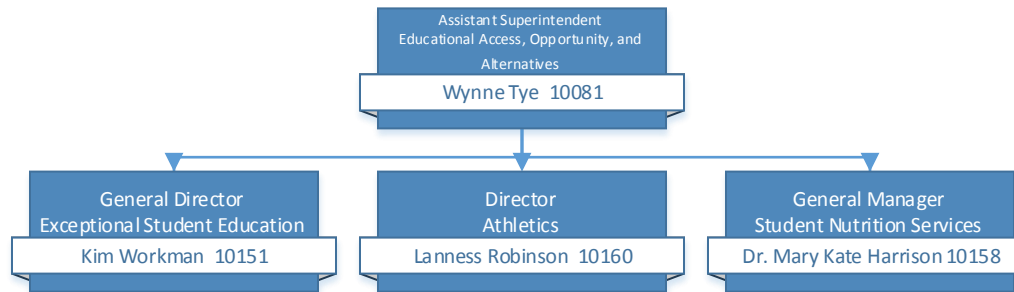 Assistant Superintendent
Educational Access, Opportunity, and
Alternatives
Wynne Tye 10081
General Director
Exceptional Student Education
Kim Workman 10151
Director
Athletics
Lanness Robinson 10160
General Manager
Student Nutrition Services
Dr. Mary Kate Harrison 10158